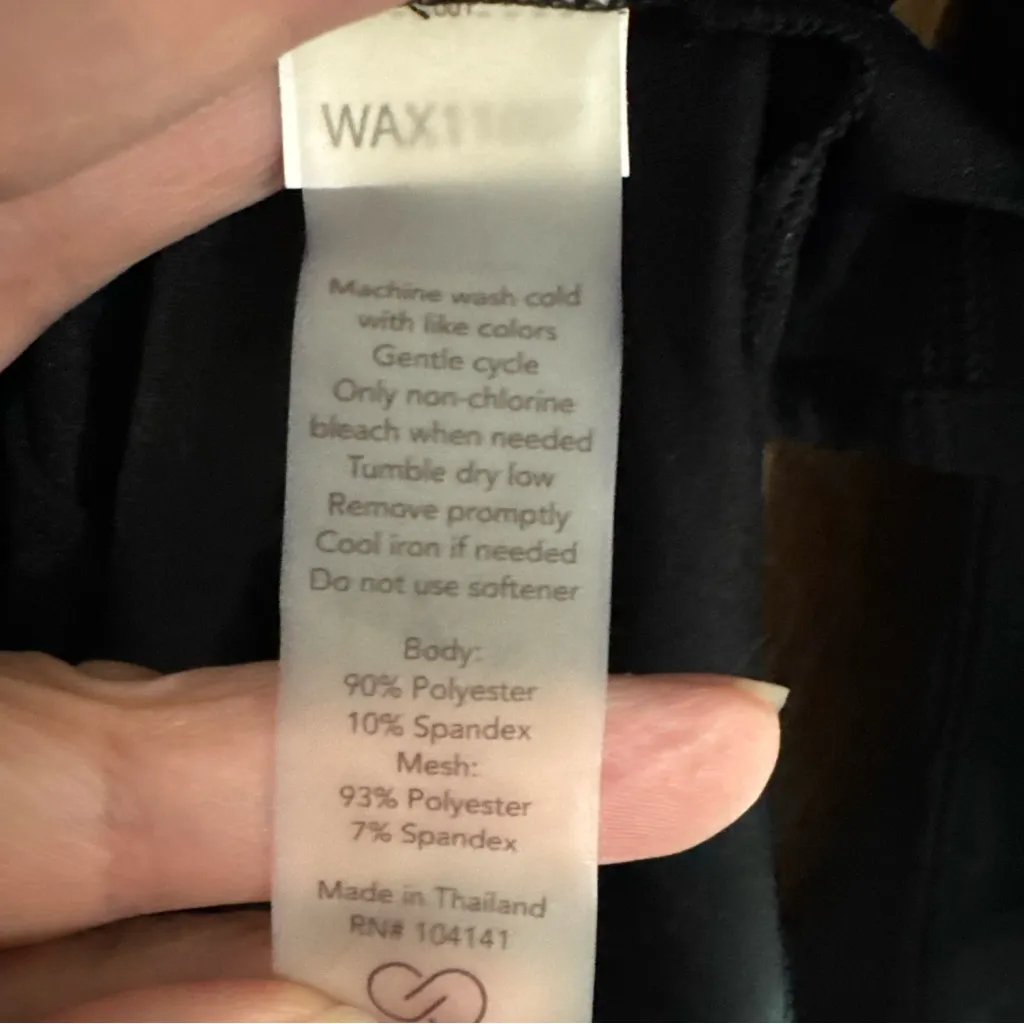 Machine wash cold
with like colors
Gentle cycle
Only non-chlorine
bleach when needed
Tumble dry low
Remove promptly
Cool iron if needed
Do not use softener
Body:
90% Polyester
10% Spandex
Mesh:
93% Polyester
7% Spandex
Made in Thailand
RN# 104141